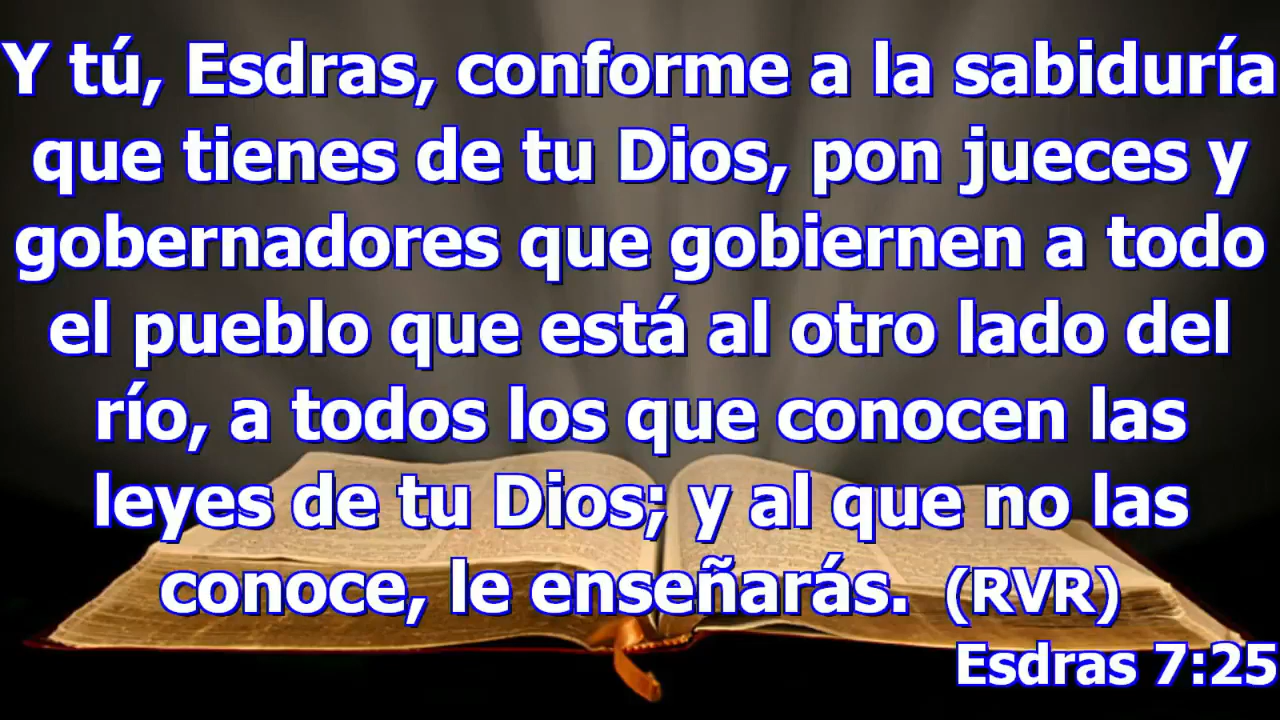 Y tú, Esdras, conforme a la sabiduría
que tienes de tu Dios, pon jueces y
gobernadores que gobiernen a todo
el pueblo que está al otro lado del
río, a todos los que conocen las
leyes de tu Dios; y al que no las
conoce, le enseñarás. (RVR)
Esdras 7:25